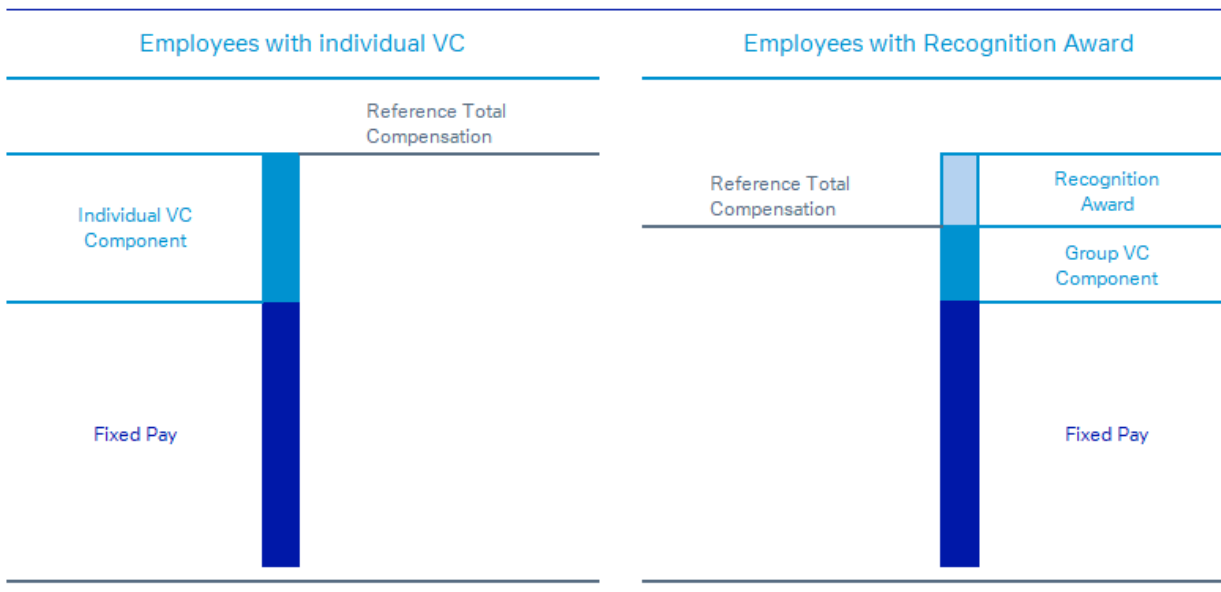 Employees with individual VC
Reference Total
Compensation
Individual VC
Component
Fixed Pay
Employees with Recognition Award
Reference Total
Compensation
Recognition
Award
Group VC
Component
Fixed Pay